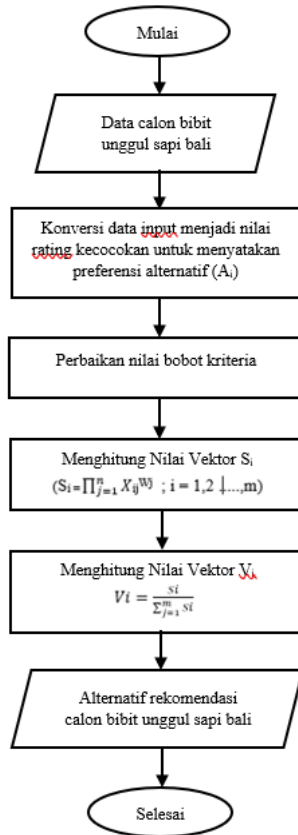 Mulai
Data calon bibit
unggul sapi bali
Konversi data input menjadi nilai
rating kecocokan untuk menyatakan
preferensi alternatif (Aᵢ)
Perbaikan nilai bobot kriteria
Menghitung Nilai Vektor Sᵢ
(Sᵢ=∏ⁿⱼ₌₁ Xᵢⱼᵂʲ ; i = 1,2 ↓...,m)
Menghitung Nilai Vektor Vᵢ
Vi = si / Σᵐⱼ₌₁ si
Alternatif rekomendasi
calon bibit unggul sapi bali
Selesai